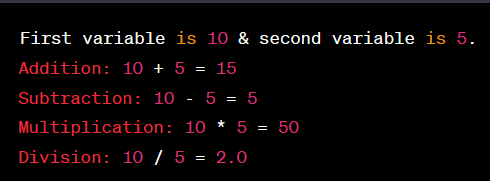 First variable is 10 & second variable is 5.
Addition: 10 + 5 = 15
Subtraction: 10 - 5 = 5
Multiplication: 10 * 5 = 50
Division: 10 / 5 = 2.0